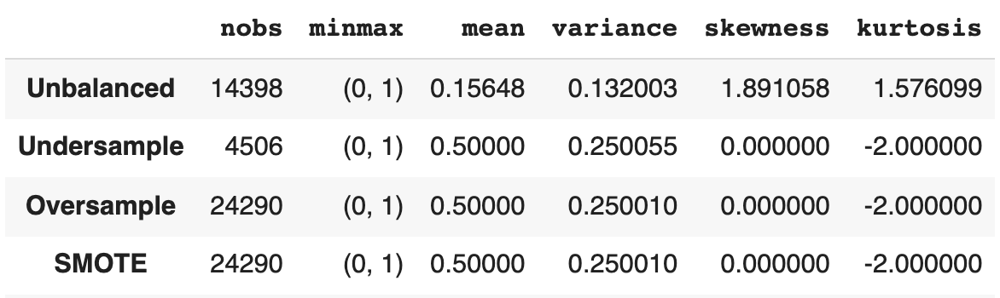 nobs minmax mean variance skewness kurtosis
Unbalanced 14398 (0, 1) 0.15648 0.132003 1.891058 1.576099
Undersample 4506 (0, 1) 0.50000 0.250055 0.000000 -2.000000
Oversample 24290 (0, 1) 0.50000 0.250010 0.000000 -2.000000
SMOTE 24290 (0, 1) 0.50000 0.250010 0.000000 -2.000000